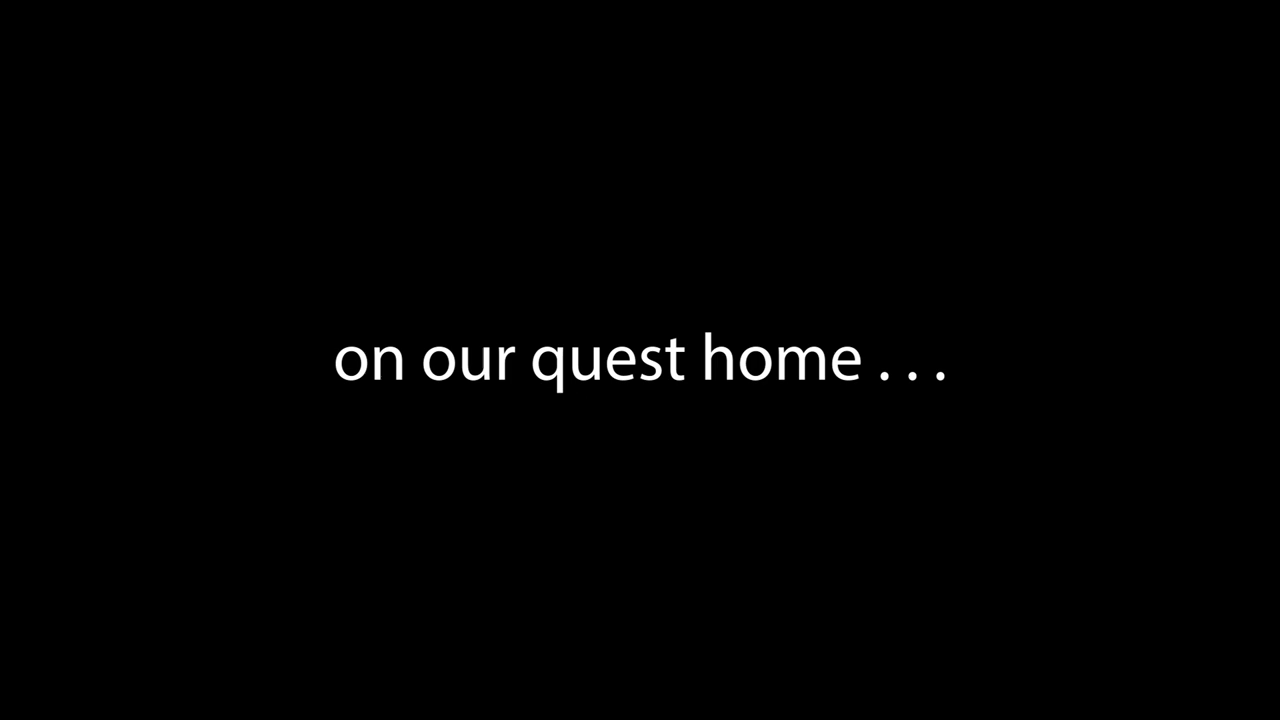 on our quest home . . .